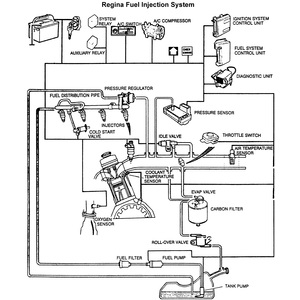 Regina Fuel Injection System
SYSTEM
RELAY
A/C SWITCH
A/C COMPRESSOR
IGNITION SYSTEM
CONTROL UNIT
AUXILIARY RELAY
FUEL SYSTEM
CONTROL UNIT
FUEL DISTRIBUTION PIPE
PRESSURE REGULATOR
DIAGNOSTIC UNIT
PRESSURE SENSOR
INJECTORS
COLD START
VALVE
IDLE VALVE
THROTTLE SWITCH
AIR TEMPERATURE
SENSOR
COOLANT
TEMPERATURE
SENSOR
EVAP VALVE
CARBON FILTER
OXYGEN
SENSOR
ROLL-OVER VALVE
FUEL FILTER
FUEL PUMP
TANK PUMP